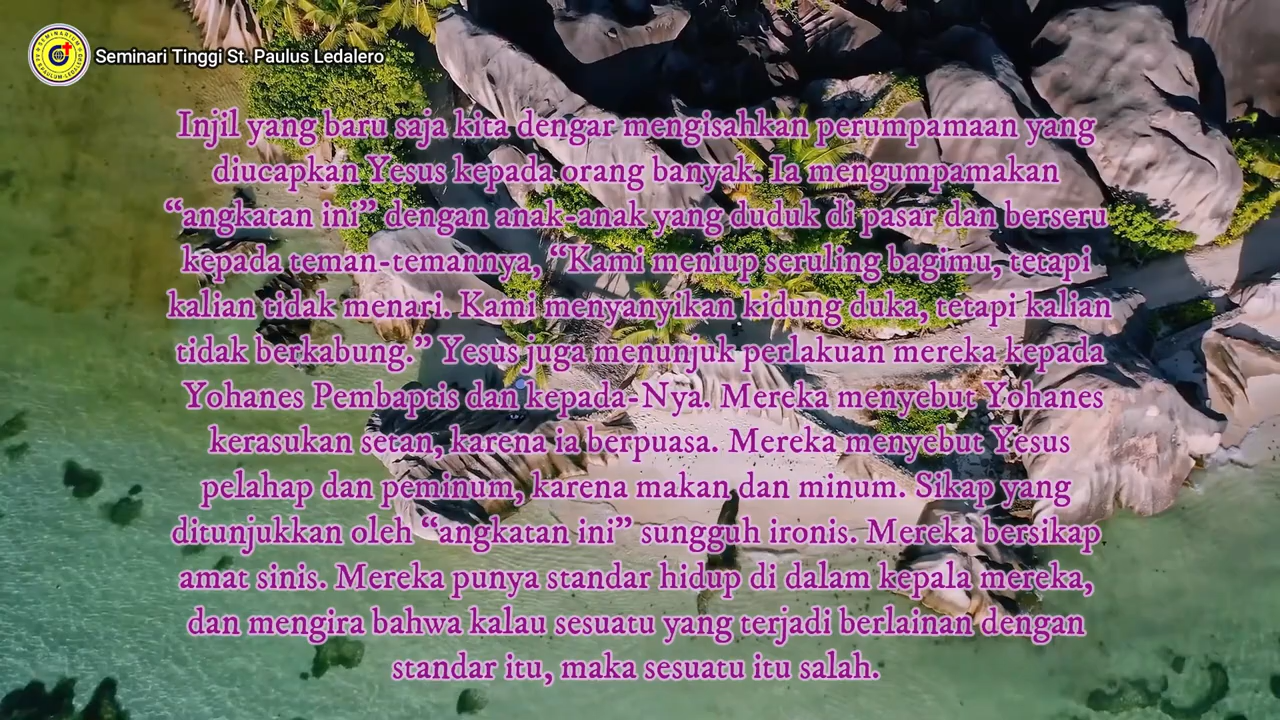 Seminari Tinggi St. Paulus Ledalero
Injil yang baru saja kita dengar mengisahkan perumpamaan yang
diucapkan Yesus kepada orang banyak. Ia mengumpamakan
“angkatan ini” dengan anak-anak yang duduk di pasar dan berseru
kepada teman-temannya, “Kami meniup seruling bagimu, tetapi
kalian tidak menari. Kami menyanyikan kidung duka, tetapi kalian
tidak berkabung.” Yesus juga menunjuk perlakuan mereka kepada
Yohanes Pembaptis dan kepada-Nya. Mereka menyebut Yohanes
kerasukan setan, karena ia berpuasa. Mereka menyebut Yesus
pelahap dan peminum, karena makan dan minum. Sikap yang
ditunjukkan oleh “angkatan ini” sungguh ironis. Mereka bersikap
amat sinis. Mereka punya standar hidup di dalam kepala mereka,
dan mengira bahwa kalau sesuatu yang terjadi berlainan dengan
standar itu, maka sesuatu itu salah.